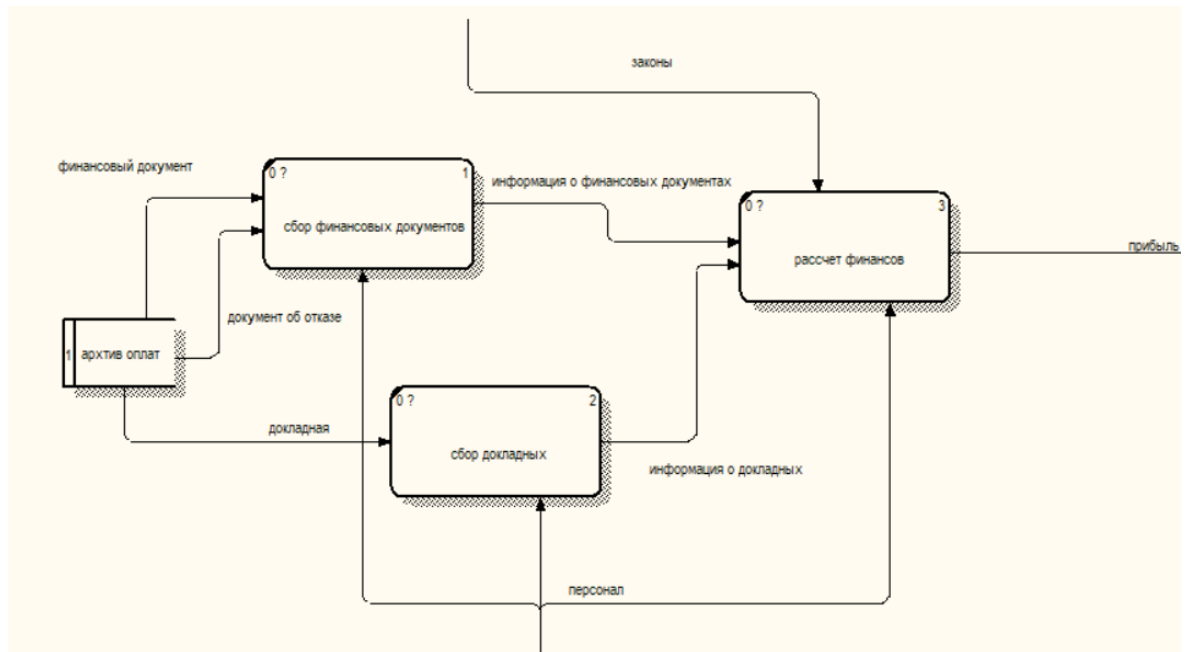 законы
финансовый документ
0 ? 1
сбор финансовых документов
информация о финансовых документах
0 ? 3
рассчет финансов
прибыль
документ об отказе
1 архтив оплат
0 ? 2
сбор докладных
докладная
информация о докладных
персонал